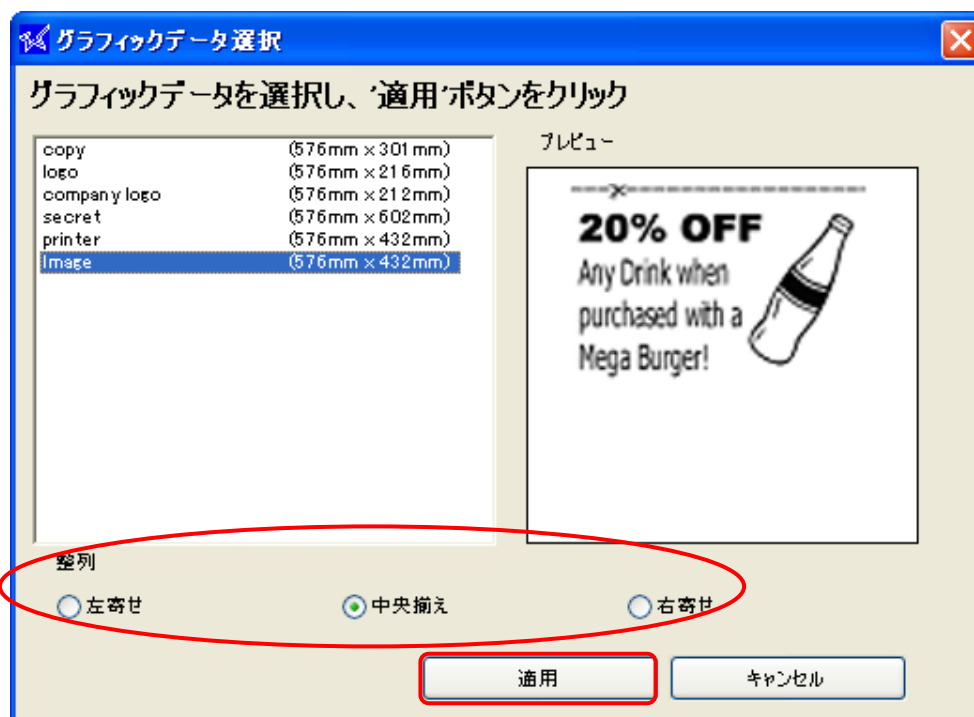 グラフィックデータ選択
グラフィックデータを選択し、'適用'ボタンをクリック
copy (576mm×301mm)
logo (576mm×216mm)
company logo (576mm×212mm)
secret (576mm×602mm)
printer (576mm×432mm)
Image (576mm×432mm)
プレビュー
20% OFF
Any Drink when
purchased with a
Mega Burger!
整列
左寄せ 中央揃え 右寄せ
適用 キャンセル